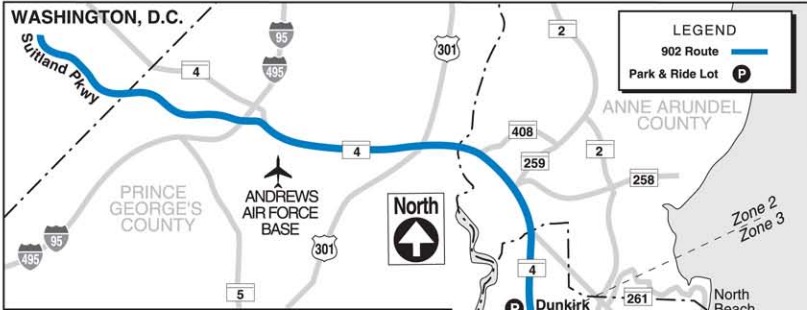 WASHINGTON, D.C.
Suitland Pkwy
4
95
495
301
2
LEGEND
902 Route
Park & Ride Lot P
ANNE ARUNDEL
COUNTY
408
259
2
258
4
PRINCE
GEORGE'S
COUNTY
ANDREWS
AIR FORCE
BASE
North
301
95
495
5
4
Zone 2
Zone 3
P Dunkirk
261
North
Beach